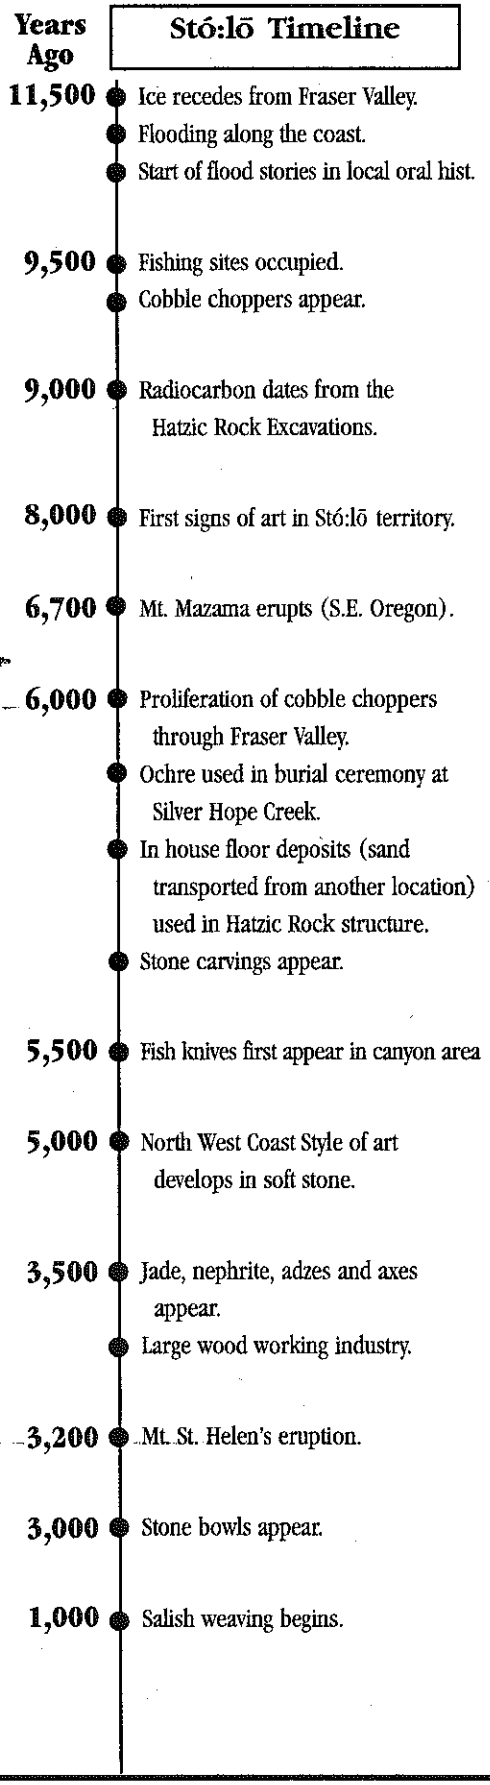 Years
Ago
Stó:lō Timeline
11,500 Ice recedes from Fraser Valley.
Flooding along the coast.
Start of flood stories in local oral hist.
9,500 Fishing sites occupied.
Cobble choppers appear.
9,000 Radiocarbon dates from the
Hatzic Rock Excavations.
8,000 First signs of art in Stó:lō territory.
6,700 Mt. Mazama erupts (S.E. Oregon).
6,000 Proliferation of cobble choppers
through Fraser Valley.
Ochre used in burial ceremony at
Silver Hope Creek.
In house floor deposits (sand
transported from another location)
used in Hatzic Rock structure.
Stone carvings appear.
5,500 Fish knives first appear in canyon area
5,000 North West Coast Style of art
develops in soft stone.
3,500 Jade, nephrite, adzes and axes
appear.
Large wood working industry.
3,200 Mt. St. Helen's eruption.
3,000 Stone bowls appear.
1,000 Salish weaving begins.